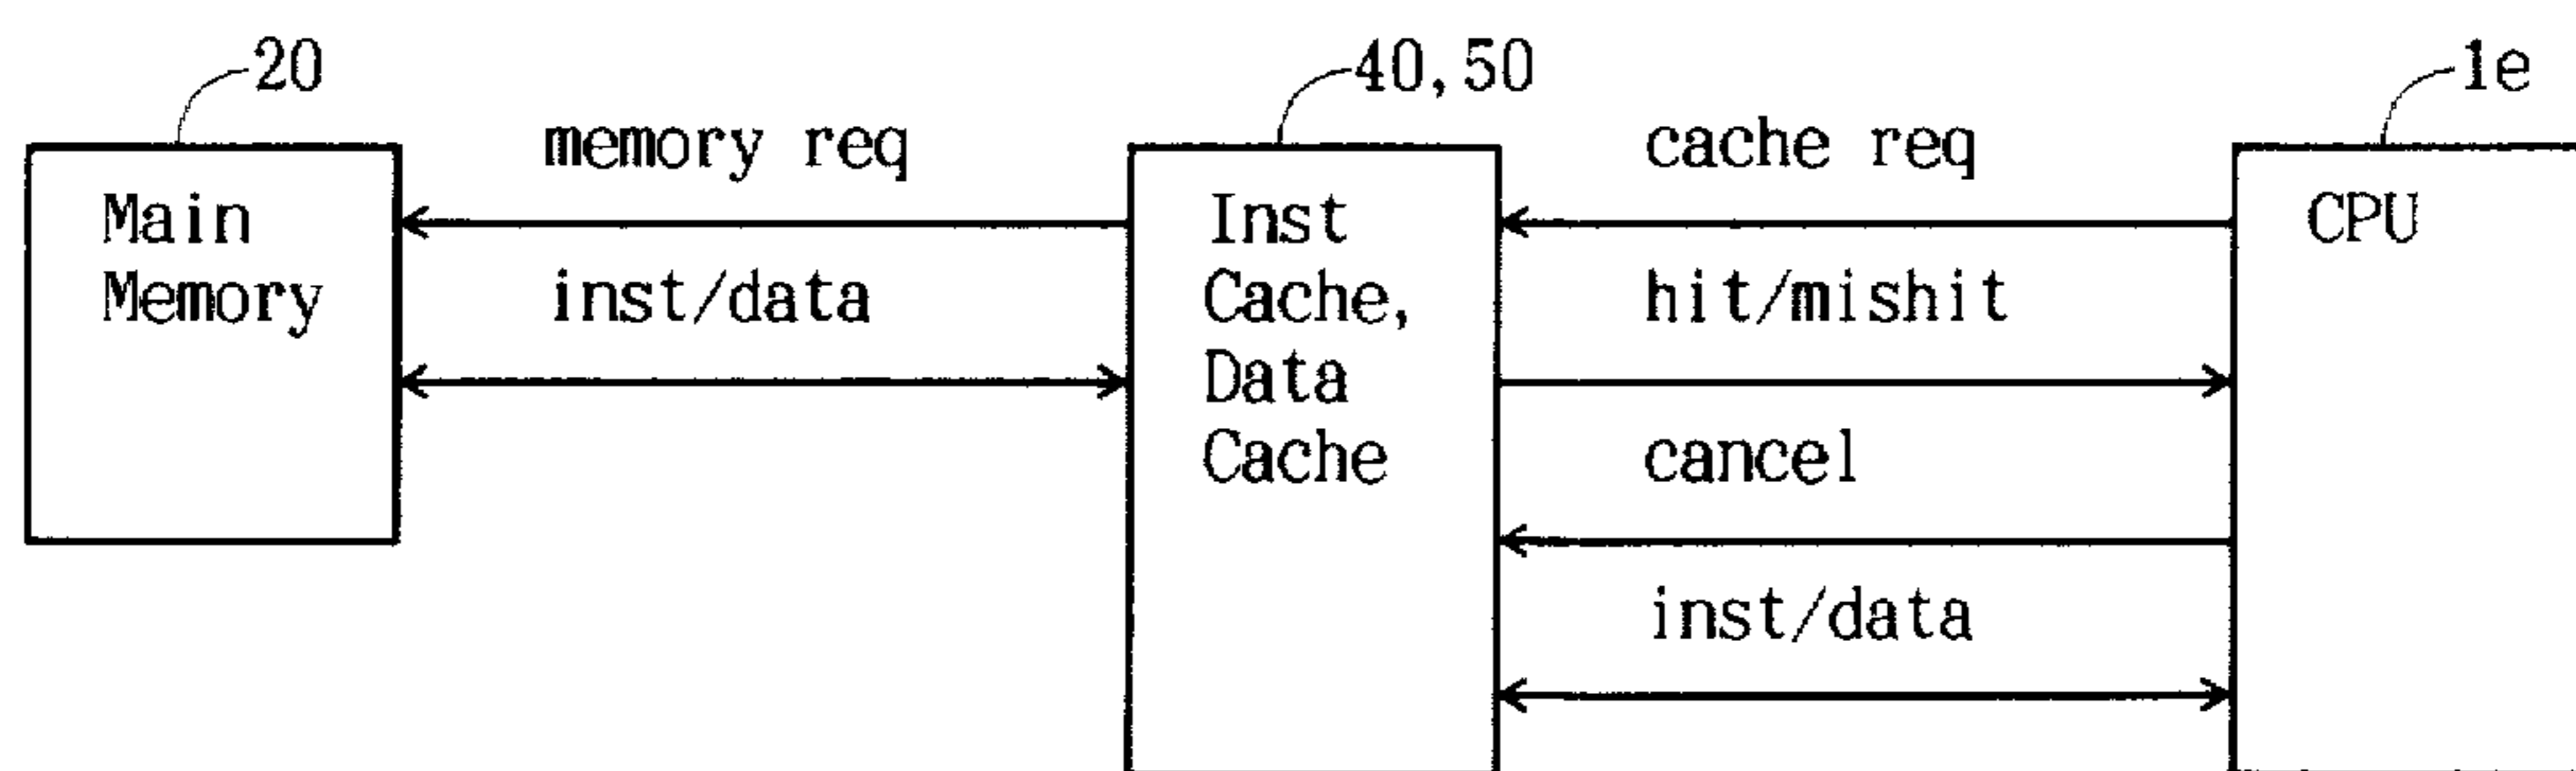 20
40,50
1e
memory req
cache req
Main
Memory
inst/data
Inst
Cache,
Data
Cache
hit/mishit
cancel
inst/data
CPU